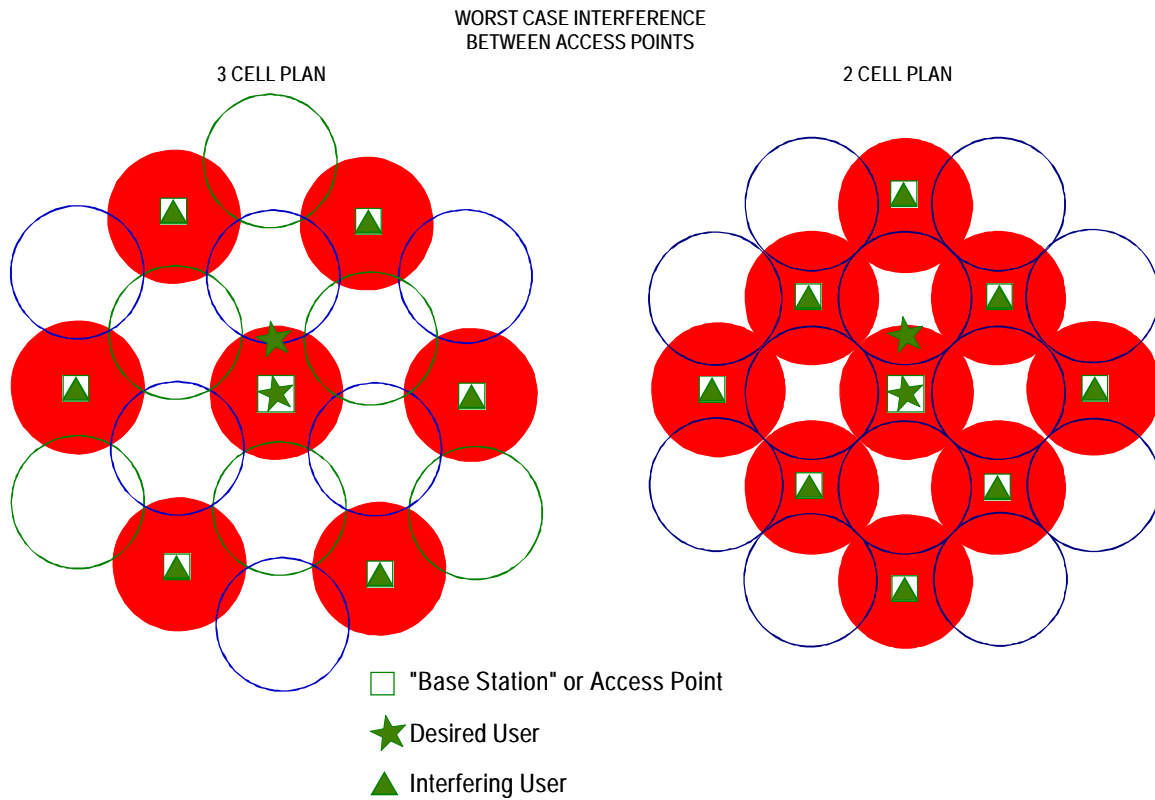 WORST CASE INTERFERENCE
BETWEEN ACCESS POINTS
3 CELL PLAN
2 CELL PLAN
"Base Station" or Access Point
Desired User
Interfering User